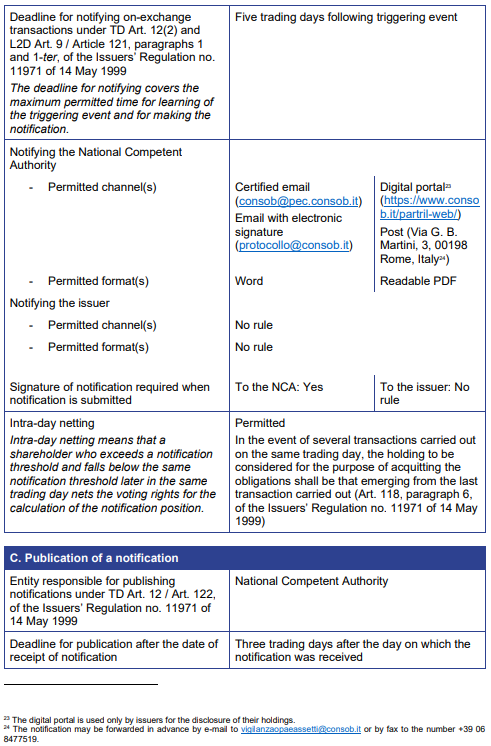 Deadline for notifying on-exchange
transactions under TD Art. 12(2) and
L2D Art. 9 / Article 121, paragraphs 1
and 1-ter, of the Issuers' Regulation no.
11971 of 14 May 1999
The deadline for notifying covers the
maximum permitted time for learning of
the triggering event and for making the
notification.
Five trading days following triggering event
Notifying the National Competent
Authority
- Permitted channel(s)
Certified email
(consob@pec.consob.it)
Email with electronic
signature
(protocollo@consob.it)
Digital portal23
(https://www.conso
b.it/partril-web/)
Post (Via G. B.
Martini, 3, 00198
Rome, Italy24)
- Permitted format(s)
Word
Readable PDF
Notifying the issuer
- Permitted channel(s)
No rule
- Permitted format(s)
No rule
Signature of notification required when
notification is submitted
To the NCA: Yes
To the issuer: No
rule
Intra-day netting
Intra-day netting means that a
shareholder who exceeds a notification
threshold and falls below the same
notification threshold later in the same
trading day nets the voting rights for the
calculation of the notification position.
Permitted
In the event of several transactions carried out
on the same trading day, the holding to be
considered for the purpose of acquitting the
obligations shall be that emerging from the last
transaction carried out (Art. 118, paragraph 6,
of the Issuers' Regulation no. 11971 of 14 May
1999)
C. Publication of a notification
Entity responsible for publishing
notifications under TD Art. 12 / Art. 122,
of the Issuers' Regulation no. 11971 of
14 May 1999
National Competent Authority
Deadline for publication after the date of
receipt of notification
Three trading days after the day on which the
notification was received
23 The digital portal is used only by issuers for the disclosure of their holdings.
24 The notification may be forwarded in advance by e-mail to vigilanzaopaeassetti@consob.it or by fax to the number +39 06
8477519.